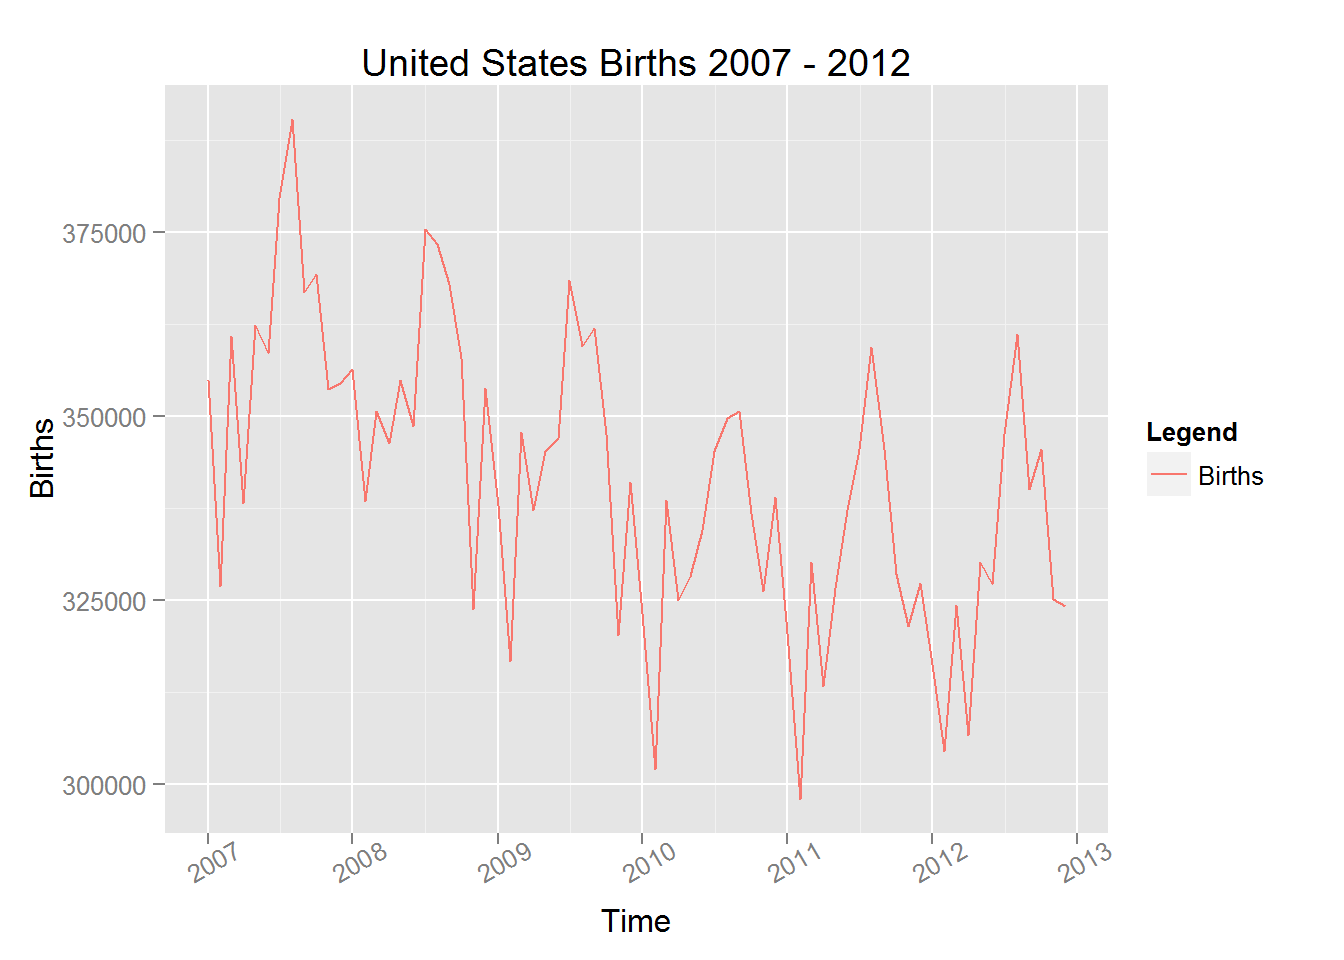 United States Births 2007 - 2012
Births
375000
350000
325000
300000
2007
2008
2009
2010
2011
2012
2013
Time
Legend
Births